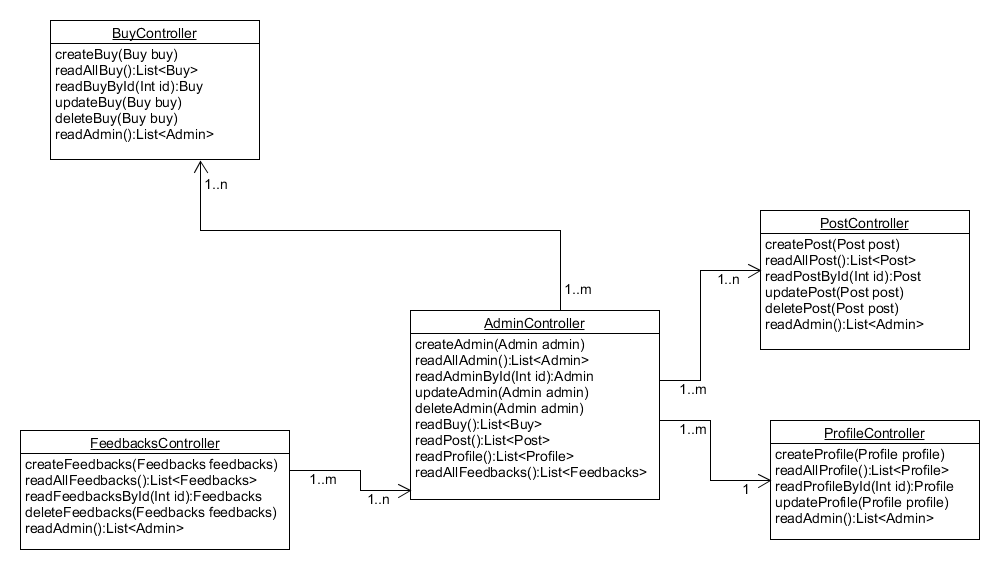 BuyController
createBuy(Buy buy)
readAllBuy():List<Buy>
readBuyById(Int id):Buy
updateBuy(Buy buy)
deleteBuy(Buy buy)
readAdmin():List<Admin>
1..n
1..m
PostController
createPost(Post post)
readAllPost():List<Post>
readPostById(Int id):Post
updatePost(Post post)
deletePost(Post post)
readAdmin():List<Admin>
1..n
1..m
AdminController
createAdmin(Admin admin)
readAllAdmin():List<Admin>
readAdminById(Int id):Admin
updateAdmin(Admin admin)
deleteAdmin(Admin admin)
readBuy():List<Buy>
readPost():List<Post>
readProfile():List<Profile>
readAllFeedbacks():List<Feedbacks>
1..m
1
FeedbacksController
createFeedbacks(Feedbacks feedbacks)
readAllFeedbacks():List<Feedbacks>
readFeedbacksById(Int id):Feedbacks
deleteFeedbacks(Feedbacks feedbacks)
readAdmin():List<Admin>
1..m
1..n
ProfileController
createProfile(Profile profile)
readAllProfile():List<Profile>
readProfileById(Int id):Profile
updateProfile(Profile profile)
readAdmin():List<Admin>